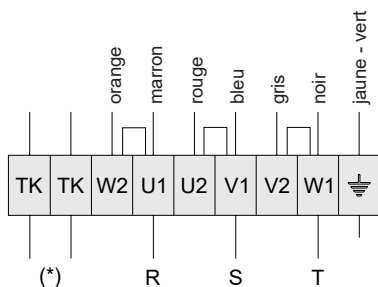 orange marron rouge bleu gris noir jaune - vert
TK TK W2 U1 U2 V1 V2 W1
(*) R S T